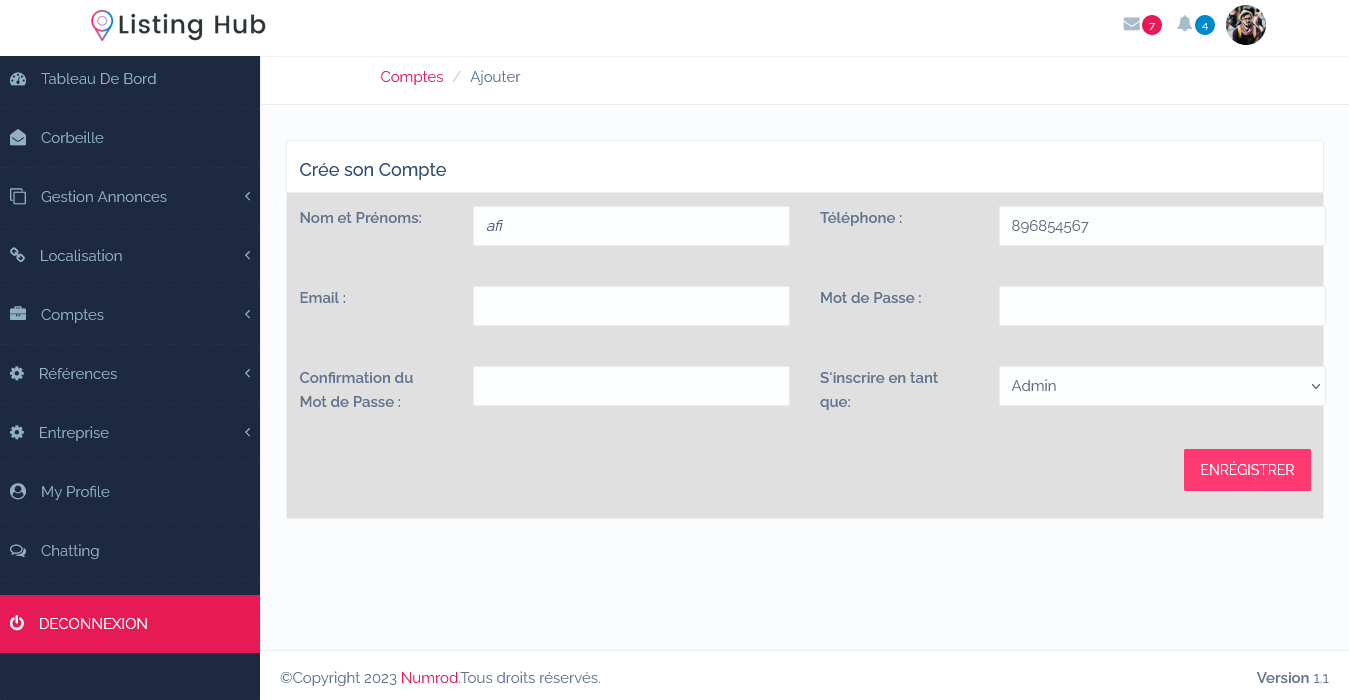 Listing Hub
7
4
Tableau De Bord
Comptes / Ajouter
Corbeille
Gestion Annonces
Localisation
Comptes
Références
Entreprise
My Profile
Chatting
DECONNEXION
Crée son Compte
Nom et Prénoms:
afi
Téléphone :
896854567
Email :
Mot de Passe :
Confirmation du
Mot de Passe :
S'inscrire en tant
que:
Admin
ENRÉGISTRER
©Copyright 2023 Numrod.Tous droits réservés.
Version 1.1